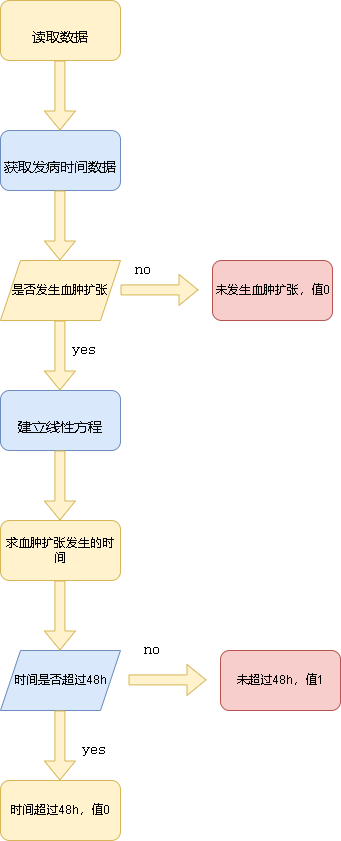 读取数据
获取发病时间数据
是否发生血肿扩张
no
未发生血肿扩张，值0
yes
建立线性方程
求血肿扩张发生的时
间
时间是否超过48h
no
未超过48h，值1
yes
时间超过48h，值0